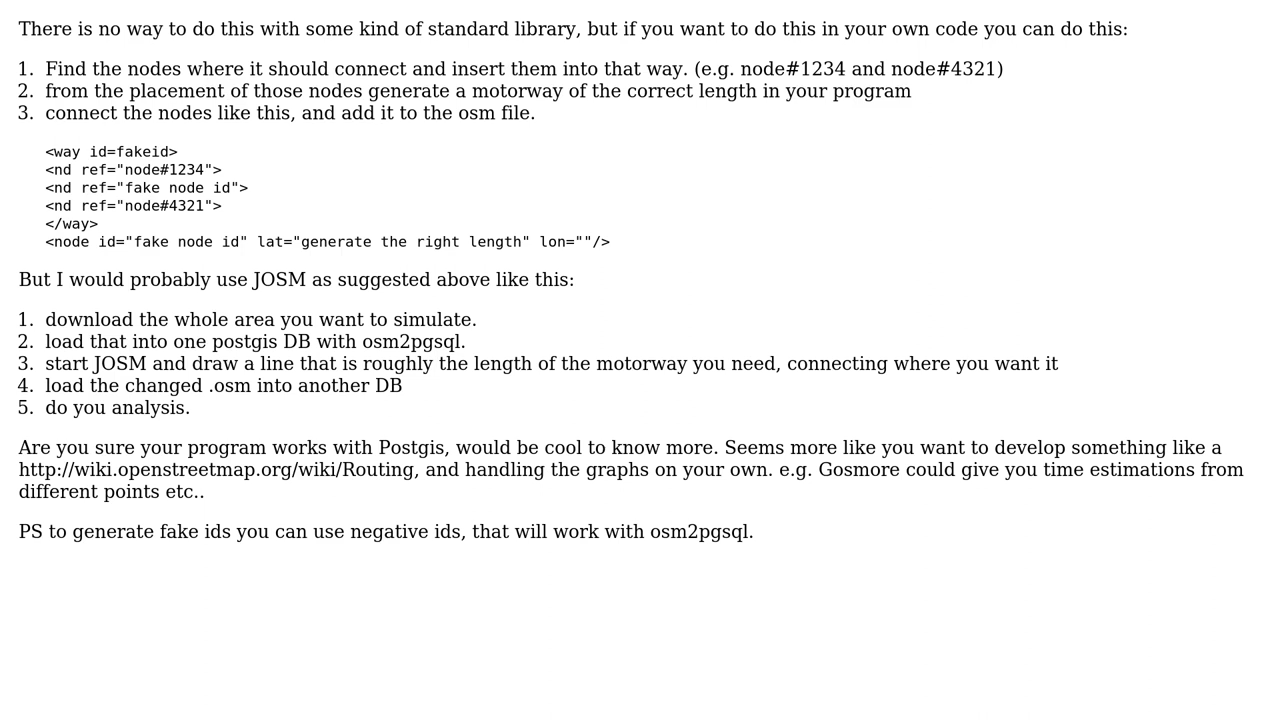 There is no way to do this with some kind of standard library, but if you want to do this in your own code you can do this:
1. Find the nodes where it should connect and insert them into that way. (e.g. node#1234 and node#4321)
2. from the placement of those nodes generate a motorway of the correct length in your program
3. connect the nodes like this, and add it to the osm file.
<way id=fakeid>
<nd ref="node#1234">
<nd ref="fake node id">
<nd ref="node#4321">
</way>
<node id="fake node id" lat="generate the right length" lon=""/>
But I would probably use JOSM as suggested above like this:
1. download the whole area you want to simulate.
2. load that into one postgis DB with osm2pgsql.
3. start JOSM and draw a line that is roughly the length of the motorway you need, connecting where you want it
4. load the changed .osm into another DB
5. do you analysis.
Are you sure your program works with Postgis, would be cool to know more. Seems more like you want to develop something like a
http://wiki.openstreetmap.org/wiki/Routing, and handling the graphs on your own. e.g. Gosmore could give you time estimations from
different points etc..
PS to generate fake ids you can use negative ids, that will work with osm2pgsql.